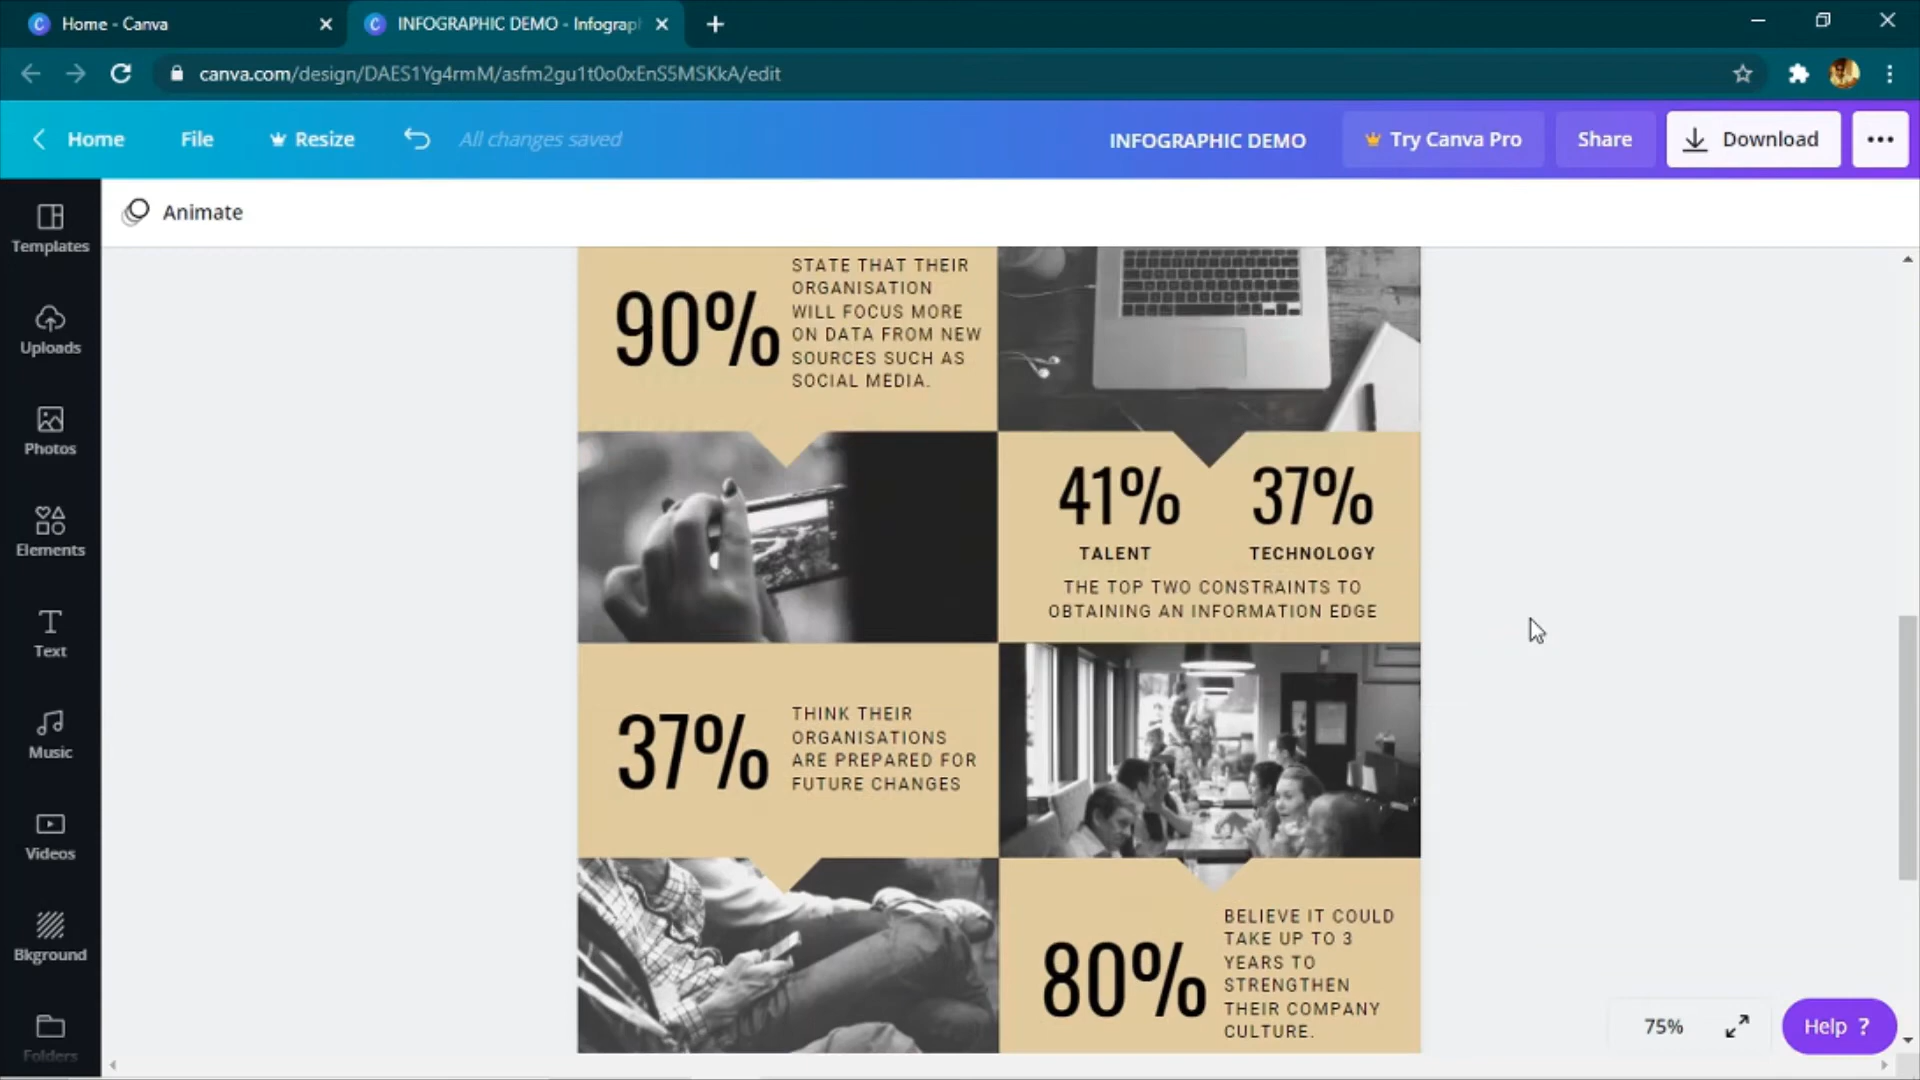 Home - Canva
INFOGRAPHIC DEMO - Infograp
canva.com/design/DAES1Yg4rmM/asfm2gu1t0o0xEnS5MSKkA/edit
Home
File
Resize
All changes saved
INFOGRAPHIC DEMO
Try Canva Pro
Share
Download
Animate
Templates
Uploads
Photos
Elements
Text
Music
Videos
Bkground
Folders
90%
STATE THAT THEIR
ORGANISATION
WILL FOCUS MORE
ON DATA FROM NEW
SOURCES SUCH AS
SOCIAL MEDIA.
41%
TALENT
37%
TECHNOLOGY
THE TOP TWO CONSTRAINTS TO
OBTAINING AN INFORMATION EDGE
37%
THINK THEIR
ORGANISATIONS
ARE PREPARED FOR
FUTURE CHANGES
80%
BELIEVE IT COULD
TAKE UP TO 3
YEARS TO
STRENGTHEN
THEIR COMPANY
CULTURE.
75%
Help ?